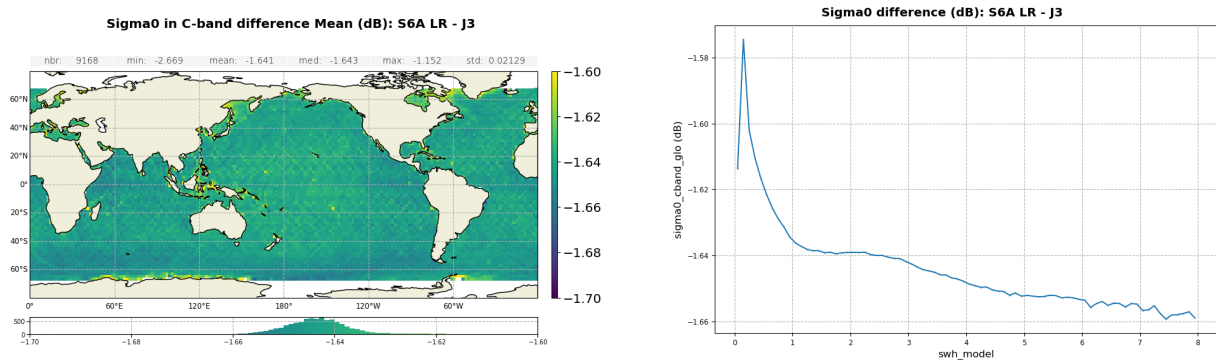 Sigma0 in C-band difference Mean (dB): S6A LR - J3
nbr: 9168 min: -2.669 mean: -1.641 med: -1.643 max: -1.152 std: 0.02129
60°N
40°N
20°N
0°
20°S
40°S
60°S
0° 60°E 120°E 180° 120°W 60°W
−1.60
−1.62
−1.64
−1.66
−1.68
−1.70
500
0
−1.70 −1.68 −1.66 −1.64 −1.62 −1.60
Sigma0 difference (dB): S6A LR - J3
sigma0_cband_glo (dB)
−1.58
−1.60
−1.62
−1.64
−1.66
0 1 2 3 4 5 6 7 8
swh_model